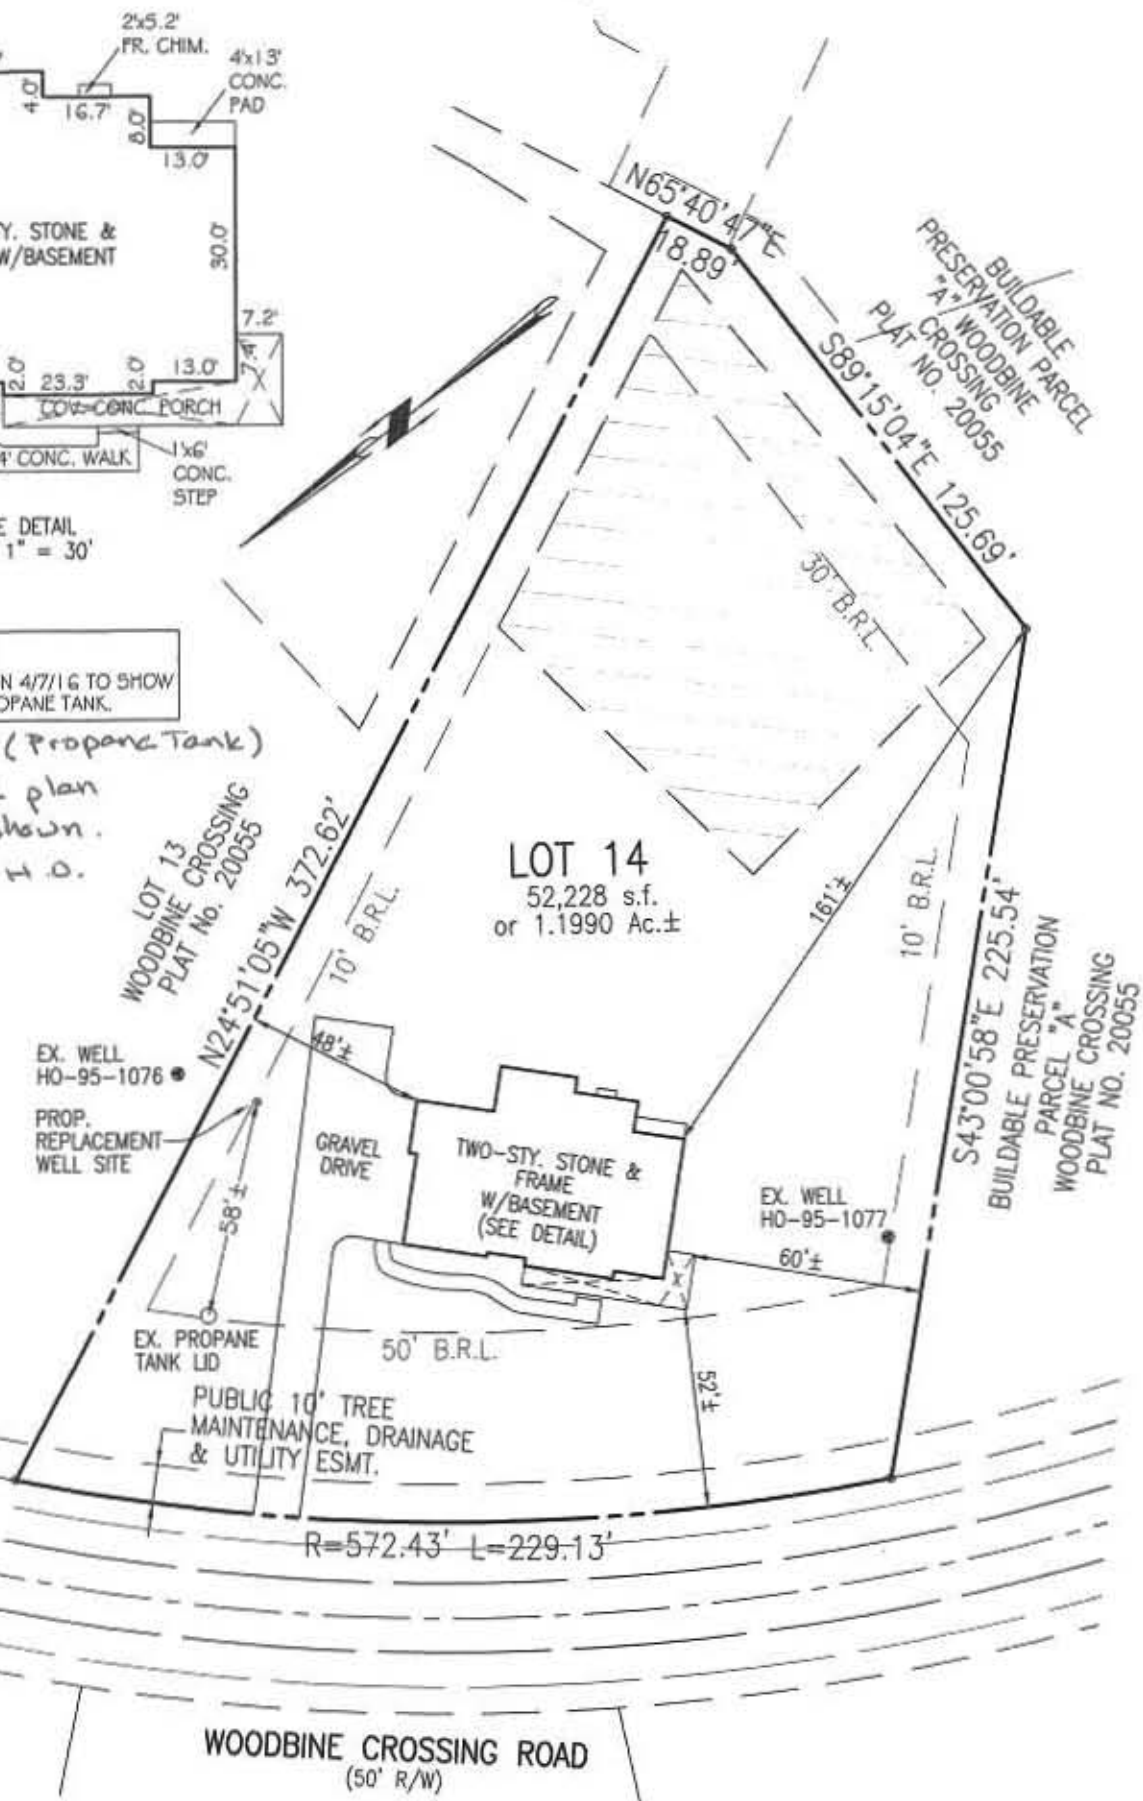 2'x5.2'
FR. CHIM.
4'x13'
CONC.
PAD
4.0'
16.7'
8.0'
13.0'
Y. STONE &
W/BASEMENT
30.0'
7.2'
7.4'
2.0'
23.3'
2.0'
13.0'
X
COV. CONC. PORCH
4' CONC. WALK
1'x6'
CONC.
STEP
E DETAIL
1" = 30'
N 4/7/16 TO SHOW
OPANE TANK.
(Propane Tank)
plan
shown.
H.O.
N65°40'47"E
18.89'
BUILDABLE
PRESERVATION PARCEL
"A" WOODBINE
CROSSING
PLAT NO. 20055
S89°15'04"E 125.69'
30' B.R.L.
LOT 13
WOODBINE CROSSING
PLAT No. 20055
N24°51'05"W 372.62'
10' B.R.L.
LOT 14
52,228 s.f.
or 1.1990 Ac.±
161'±
10' B.R.L.
S43°00'58"E 225.54'
BUILDABLE PRESERVATION
PARCEL "A"
WOODBINE CROSSING
PLAT NO. 20055
EX. WELL
HO-95-1076
PROP.
REPLACEMENT
WELL SITE
48'±
GRAVEL
DRIVE
58'±
TWO-STY. STONE &
FRAME
W/BASEMENT
(SEE DETAIL)
X
EX. WELL
HO-95-1077
60'±
EX. PROPANE
TANK LID
50' B.R.L.
52'±
PUBLIC 10' TREE
MAINTENANCE, DRAINAGE
& UTILITY ESMT.
R=572.43' L=229.13'
WOODBINE CROSSING ROAD
(50' R/W)